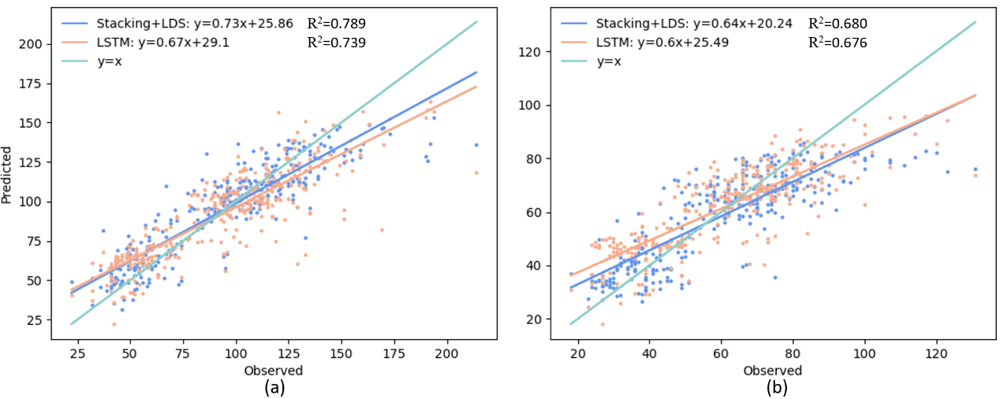 Stacking+LDS: y=0.73x+25.86 R²=0.789
LSTM: y=0.67x+29.1 R²=0.739
y=x
200
175
150
125
100
75
50
25
Predicted
25 50 75 100 125 150 175 200
Observed
(a)
Stacking+LDS: y=0.64x+20.24 R²=0.680
LSTM: y=0.6x+25.49 R²=0.676
y=x
120
100
80
60
40
20
20 40 60 80 100 120
Observed
(b)